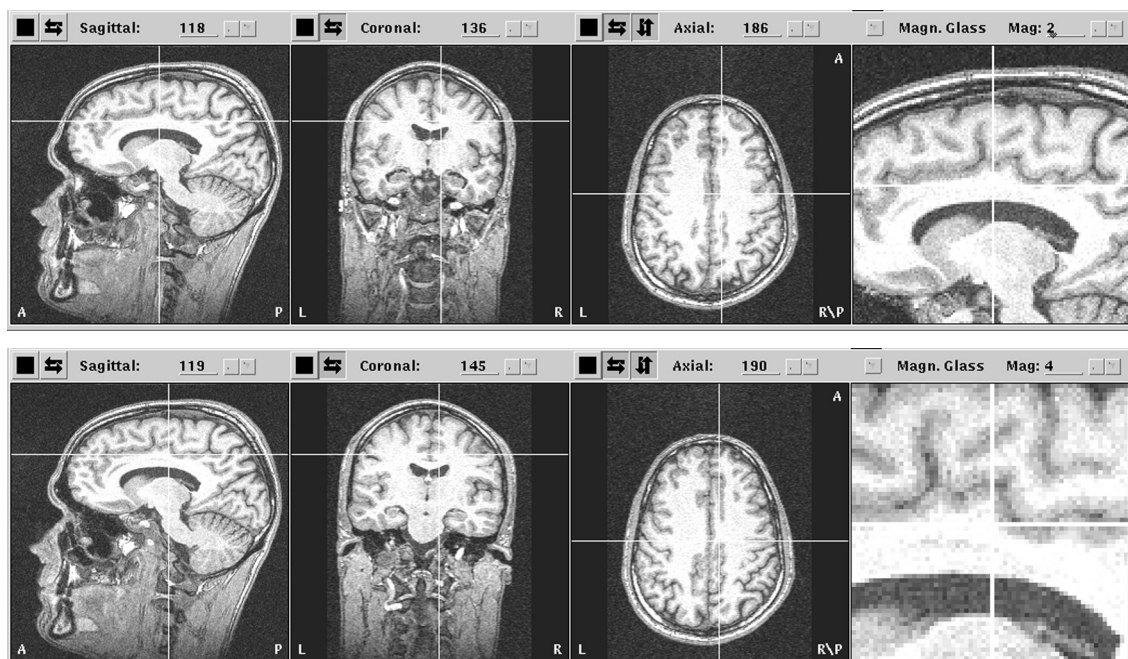 Sagittal: 118 Coronal: 136 Axial: 186 Magn. Glass Mag: 2
A
A P L R L R\P
Sagittal: 119 Coronal: 145 Axial: 190 Magn. Glass Mag: 4
A
A P L R L R\P